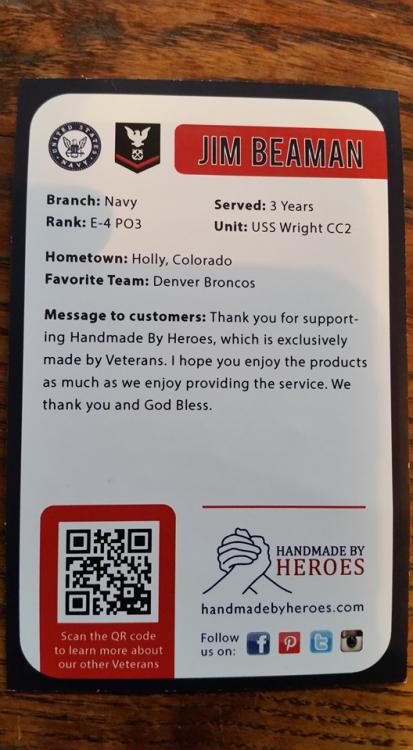 UNITED STATES NAVY
JIM BEAMAN
Branch: Navy
Served: 3 Years
Rank: E-4 PO3
Unit: USS Wright CC2
Hometown: Holly, Colorado
Favorite Team: Denver Broncos
Message to customers: Thank you for support-
ing Handmade By Heroes, which is exclusively
made by Veterans. I hope you enjoy the products
as much as we enjoy providing the service. We
thank you and God Bless.
Scan the QR code
to learn more about
our other Veterans
HANDMADE BY
HEROES
handmadebyheroes.com
Follow
us on: